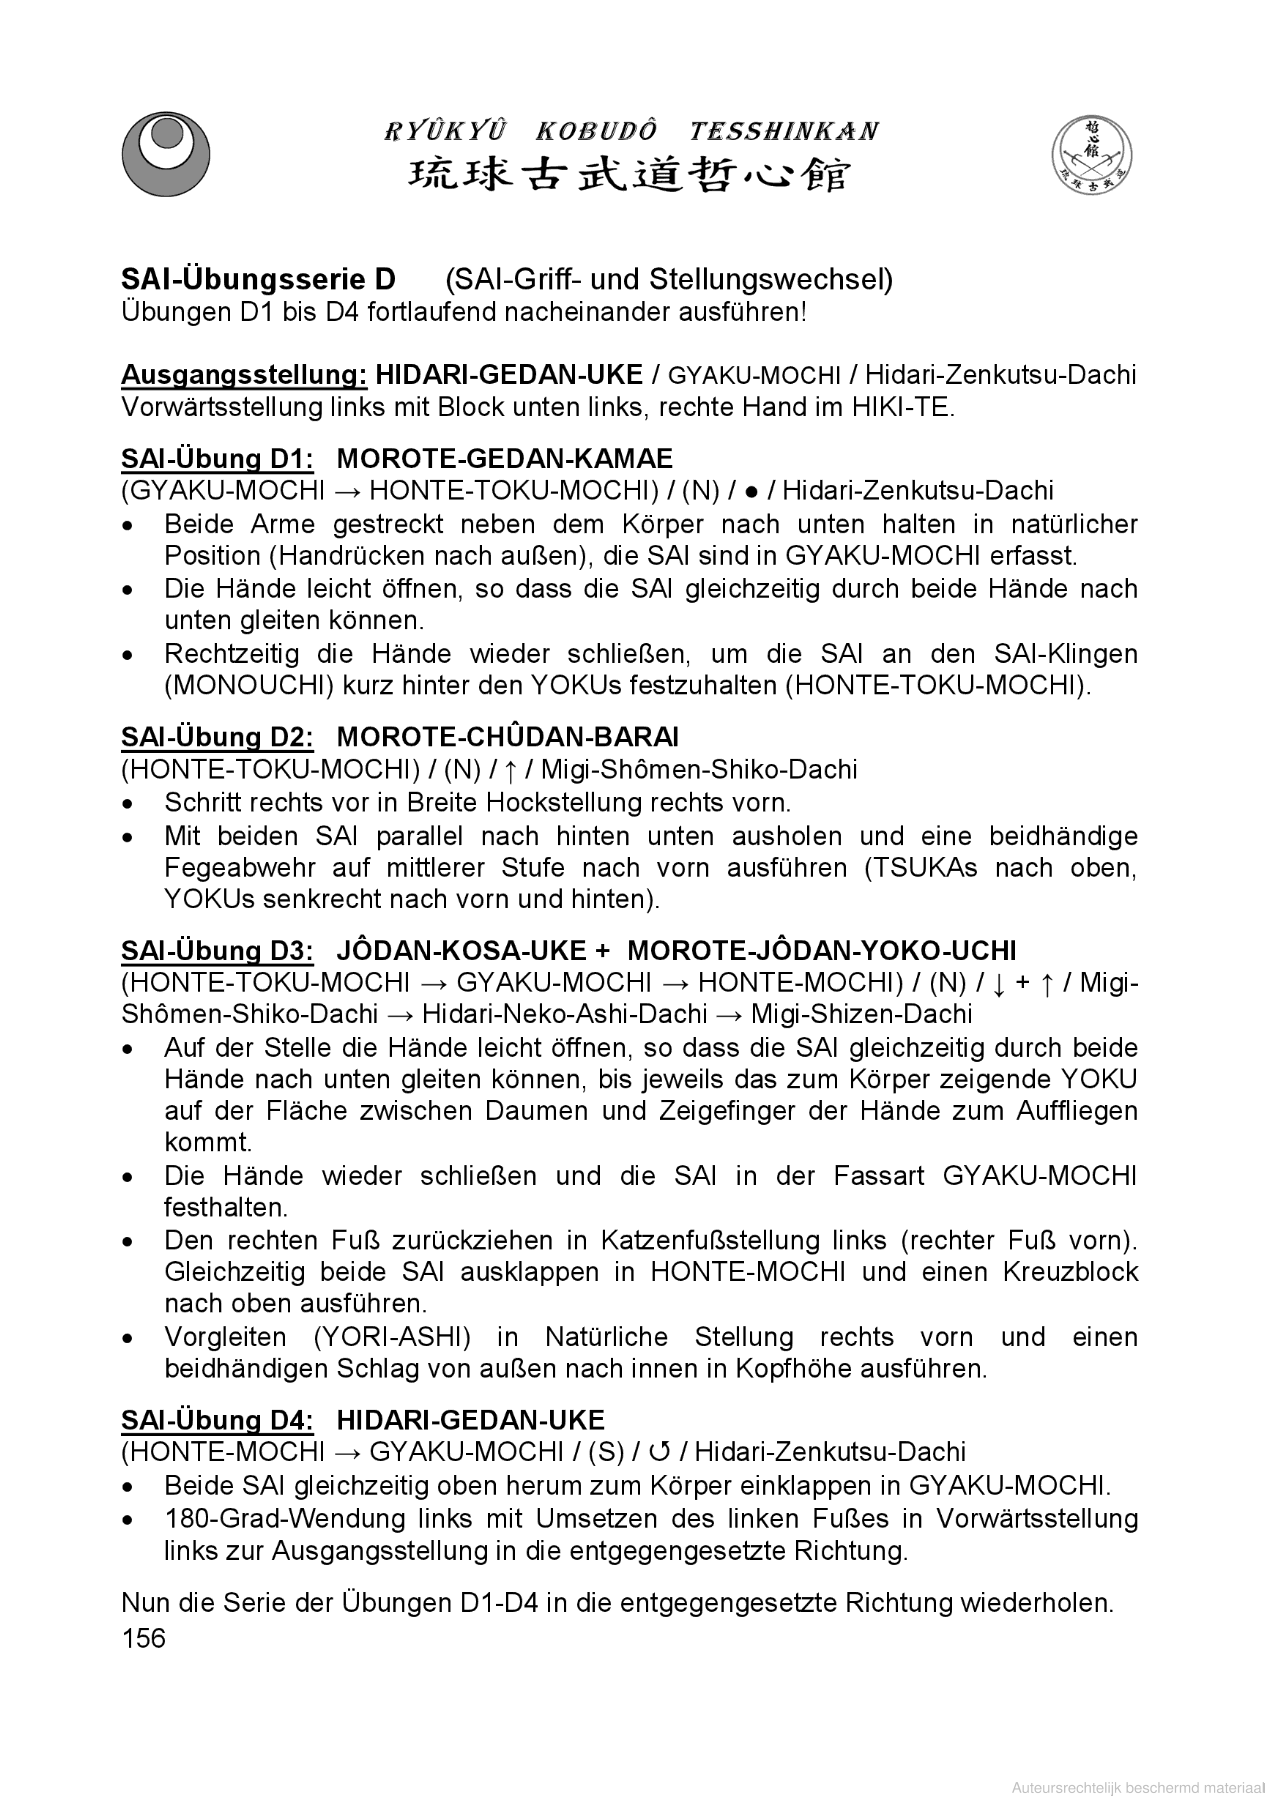 RYÛKYÛ KOBUDÔ TESSHINKAN
琉球古武道哲心館
哲心館
琉球古武道
SAI-Übungsserie D (SAI-Griff- und Stellungswechsel)
Übungen D1 bis D4 fortlaufend nacheinander ausführen!
Ausgangsstellung: HIDARI-GEDAN-UKE / GYAKU-MOCHI / Hidari-Zenkutsu-Dachi
Vorwärtsstellung links mit Block unten links, rechte Hand im HIKI-TE.
SAI-Übung D1: MOROTE-GEDAN-KAMAE
(GYAKU-MOCHI → HONTE-TOKU-MOCHI) / (N) / ● / Hidari-Zenkutsu-Dachi
• Beide Arme gestreckt neben dem Körper nach unten halten in natürlicher
Position (Handrücken nach außen), die SAI sind in GYAKU-MOCHI erfasst.
• Die Hände leicht öffnen, so dass die SAI gleichzeitig durch beide Hände nach
unten gleiten können.
• Rechtzeitig die Hände wieder schließen, um die SAI an den SAI-Klingen
(MONOUCHI) kurz hinter den YOKUs festzuhalten (HONTE-TOKU-MOCHI).
SAI-Übung D2: MOROTE-CHÛDAN-BARAI
(HONTE-TOKU-MOCHI) / (N) / ↑ / Migi-Shômen-Shiko-Dachi
• Schritt rechts vor in Breite Hockstellung rechts vorn.
• Mit beiden SAI parallel nach hinten unten ausholen und eine beidhändige
Fegeabwehr auf mittlerer Stufe nach vorn ausführen (TSUKAs nach oben,
YOKUs senkrecht nach vorn und hinten).
SAI-Übung D3: JÔDAN-KOSA-UKE + MOROTE-JÔDAN-YOKO-UCHI
(HONTE-TOKU-MOCHI → GYAKU-MOCHI → HONTE-MOCHI) / (N) / ↓ + ↑ / Migi-
Shômen-Shiko-Dachi → Hidari-Neko-Ashi-Dachi → Migi-Shizen-Dachi
• Auf der Stelle die Hände leicht öffnen, so dass die SAI gleichzeitig durch beide
Hände nach unten gleiten können, bis jeweils das zum Körper zeigende YOKU
auf der Fläche zwischen Daumen und Zeigefinger der Hände zum Auffliegen
kommt.
• Die Hände wieder schließen und die SAI in der Fassart GYAKU-MOCHI
festhalten.
• Den rechten Fuß zurückziehen in Katzenfußstellung links (rechter Fuß vorn).
Gleichzeitig beide SAI ausklappen in HONTE-MOCHI und einen Kreuzblock
nach oben ausführen.
• Vorgleiten (YORI-ASHI) in Natürliche Stellung rechts vorn und einen
beidhändigen Schlag von außen nach innen in Kopfhöhe ausführen.
SAI-Übung D4: HIDARI-GEDAN-UKE
(HONTE-MOCHI → GYAKU-MOCHI / (S) / ↺ / Hidari-Zenkutsu-Dachi
• Beide SAI gleichzeitig oben herum zum Körper einklappen in GYAKU-MOCHI.
• 180-Grad-Wendung links mit Umsetzen des linken Fußes in Vorwärtsstellung
links zur Ausgangsstellung in die entgegengesetzte Richtung.
Nun die Serie der Übungen D1-D4 in die entgegengesetzte Richtung wiederholen.
156
Auteursrechtelijk beschermd materiaal